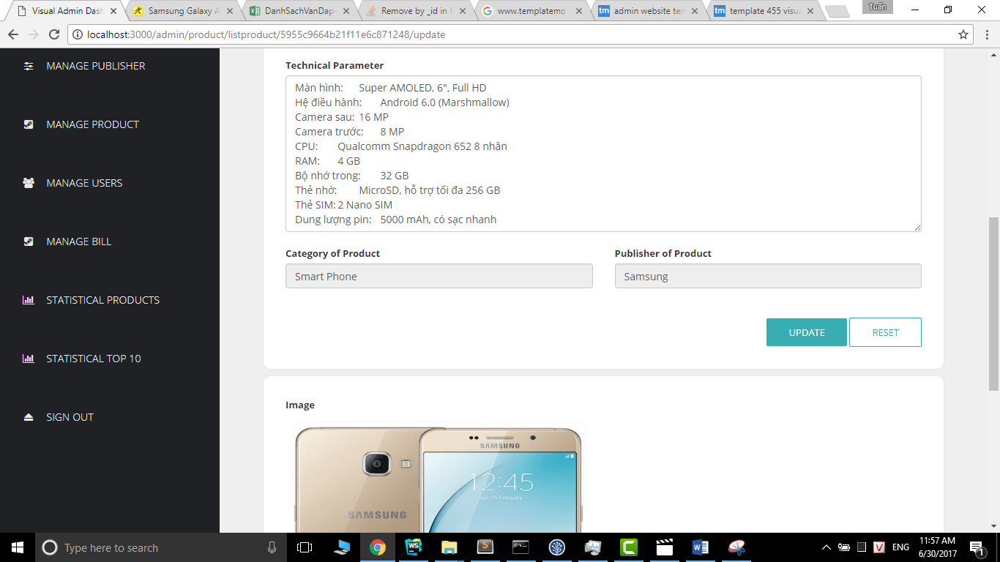 Visual Admin Dash
Samsung Galaxy A
DanhSachVanDap-
Remove by _id in M
www.templatemo
admin website tem
template 455 visua
Tuấn
localhost:3000/admin/product/listproduct/5955c9664b21f11e6c871248/update
MANAGE PUBLISHER
MANAGE PRODUCT
MANAGE USERS
MANAGE BILL
STATISTICAL PRODUCTS
STATISTICAL TOP 10
SIGN OUT
Technical Parameter
Màn hình: Super AMOLED, 6", Full HD
Hệ điều hành: Android 6.0 (Marshmallow)
Camera sau: 16 MP
Camera trước: 8 MP
CPU: Qualcomm Snapdragon 652 8 nhân
RAM: 4 GB
Bộ nhớ trong: 32 GB
Thẻ nhớ: MicroSD, hỗ trợ tối đa 256 GB
Thẻ SIM: 2 Nano SIM
Dung lượng pin: 5000 mAh, có sạc nhanh
Category of Product
Publisher of Product
Smart Phone
Samsung
UPDATE
RESET
Image
SAMSUNG
12:45
Sun, 21 February
SAMSUNG
Type here to search
ENG
11:57 AM
6/30/2017